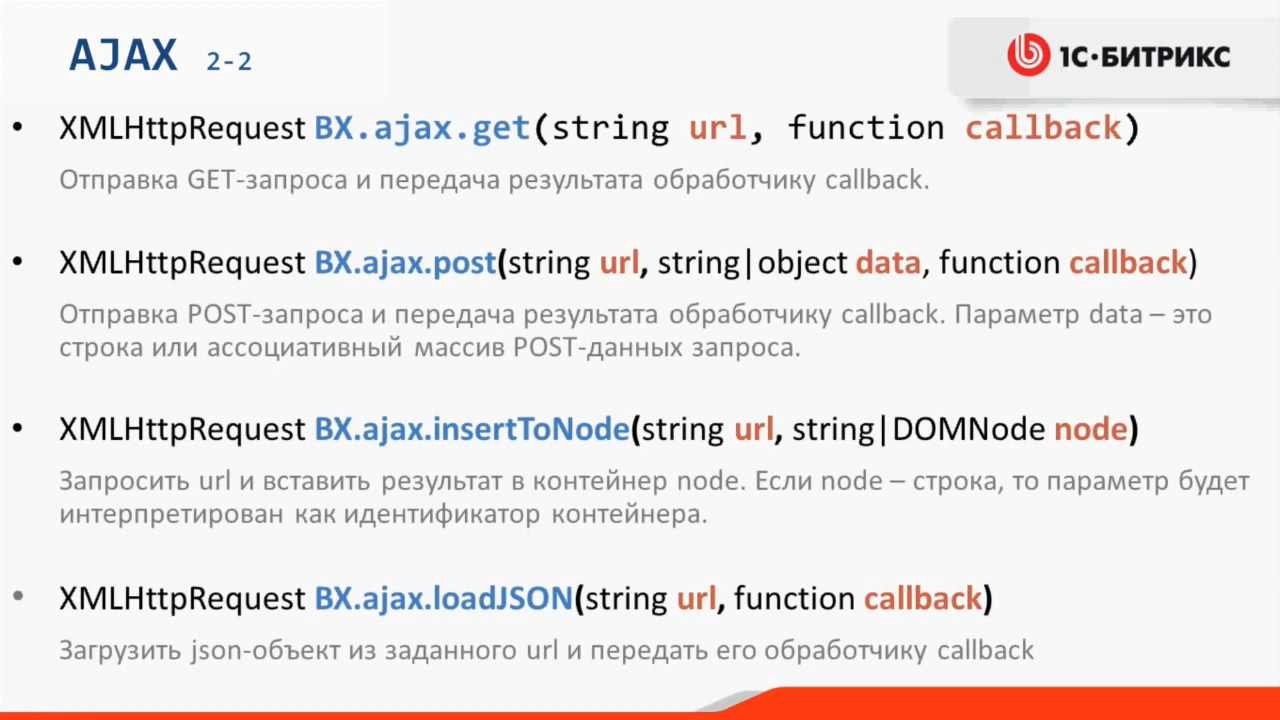 AJAX 2-2
1С·БИТРИКС
• XMLHttpRequest BX.ajax.get(string url, function callback)
Отправка GET-запроса и передача результата обработчику callback.
• XMLHttpRequest BX.ajax.post(string url, string|object data, function callback)
Отправка POST-запроса и передача результата обработчику callback. Параметр data – это
строка или ассоциативный массив POST-данных запроса.
• XMLHttpRequest BX.ajax.insertToNode(string url, string|DOMNode node)
Запросить url и вставить результат в контейнер node. Если node – строка, то параметр будет
интерпретирован как идентификатор контейнера.
• XMLHttpRequest BX.ajax.loadJSON(string url, function callback)
Загрузить json-объект из заданного url и передать его обработчику callback